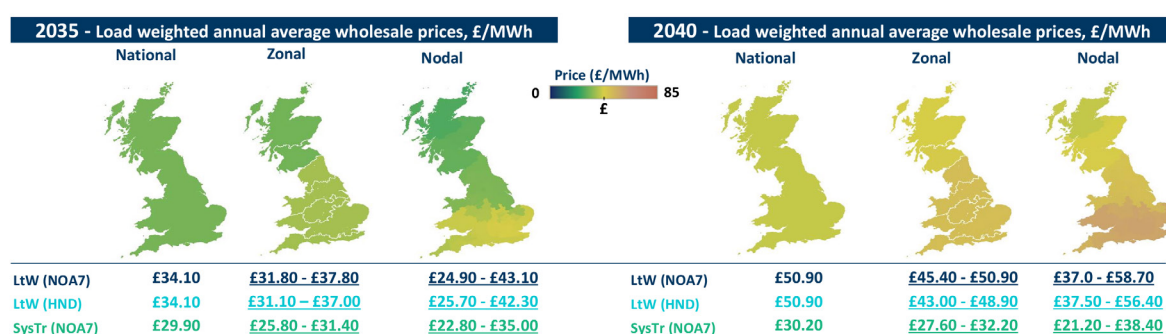 2035 - Load weighted annual average wholesale prices, £/MWh
National Zonal Nodal
LtW (NOA7) £34.10 £31.80 - £37.80 £24.90 - £43.10
LtW (HND) £34.10 £31.10 – £37.00 £25.70 - £42.30
SysTr (NOA7) £29.90 £25.80 - £31.40 £22.80 - £35.00
Price (£/MWh)
0 85
£
2040 - Load weighted annual average wholesale prices, £/MWh
National Zonal Nodal
LtW (NOA7) £50.90 £45.40 - £50.90 £37.0 - £58.70
LtW (HND) £50.90 £43.00 - £48.90 £37.50 - £56.40
SysTr (NOA7) £30.20 £27.60 - £32.20 £21.20 - £38.40